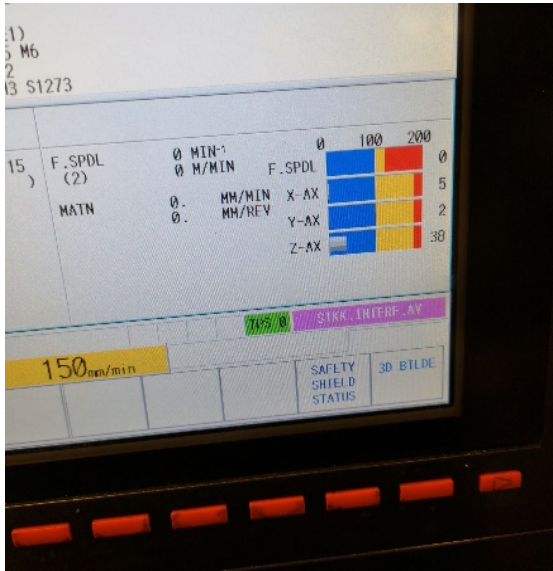 :1)
5 M6
2
13 S1273
15
)
F.SPDL
(2)
0 MIN-1
0 M/MIN
MATN
0. MM/MIN
0. MM/REV
0 100 200
F.SPDL 0
X-AX 5
Y-AX 2
Z-AX 38
STKK.INTERF.AV
150mm/min
SAFETY
SHIELD
STATUS
3D BILDE